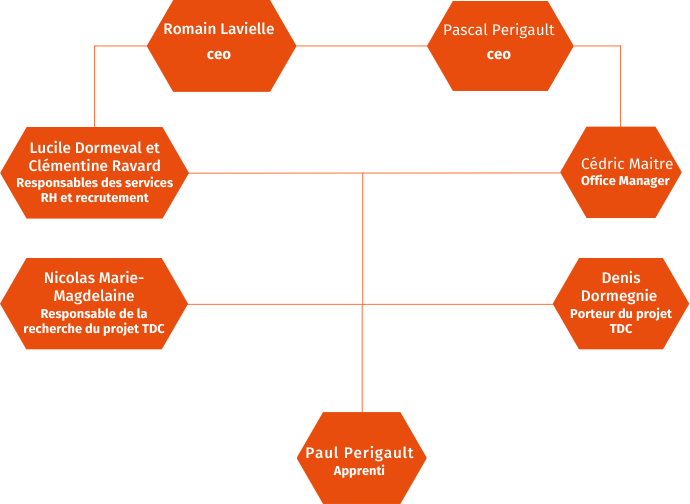 Romain Lavielle
ceo
Pascal Perigault
ceo
Lucile Dormeval et
Clémentine Ravard
Responsables des services
RH et recrutement
Cédric Maitre
Office Manager
Nicolas Marie-
Magdelaine
Responsable de la
recherche du projet TDC
Denis
Dormegnie
Porteur du projet
TDC
Paul Perigault
Apprenti